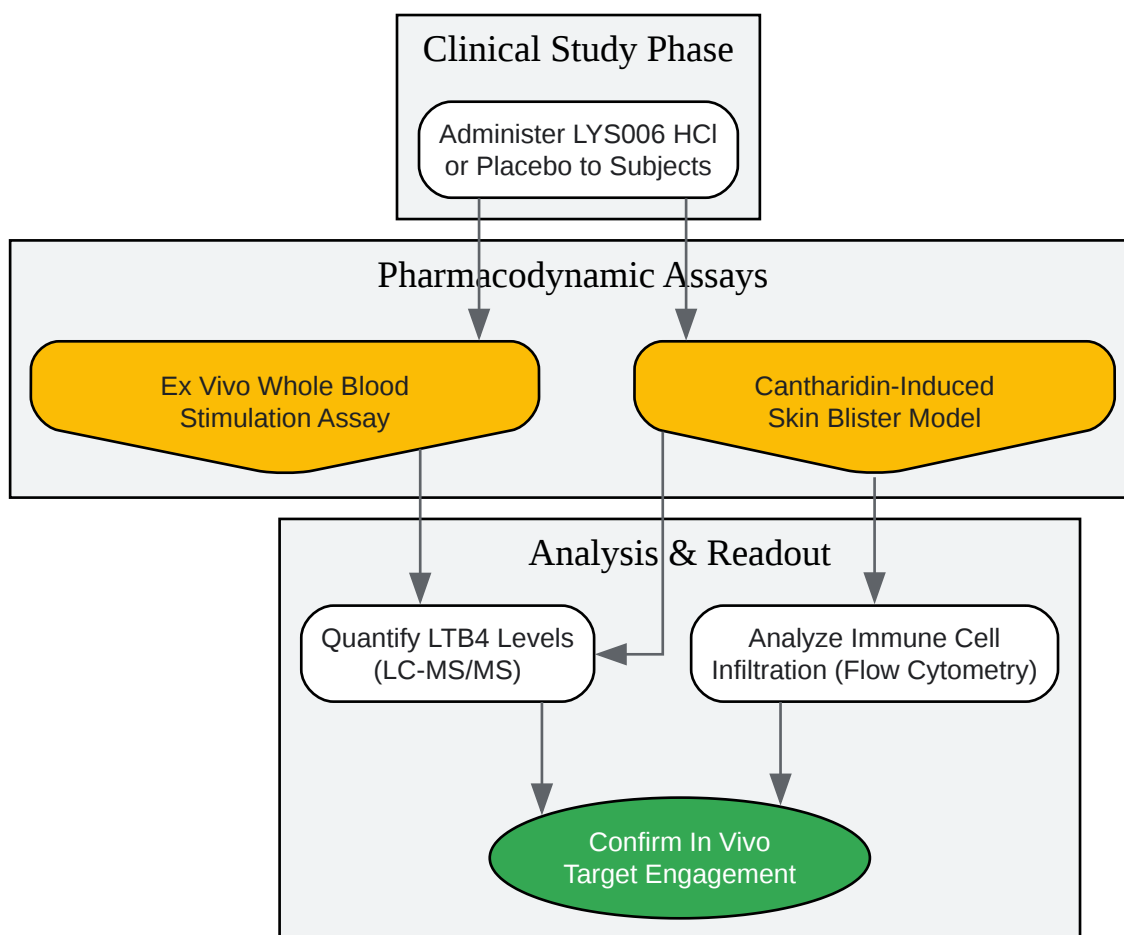 Clinical Study Phase
Administer LYS006 HCl
or Placebo to Subjects
Pharmacodynamic Assays
Ex Vivo Whole Blood
Stimulation Assay
Cantharidin-Induced
Skin Blister Model
Analysis & Readout
Quantify LTB4 Levels
(LC-MS/MS)
Analyze Immune Cell
Infiltration (Flow Cytometry)
Confirm In Vivo
Target Engagement